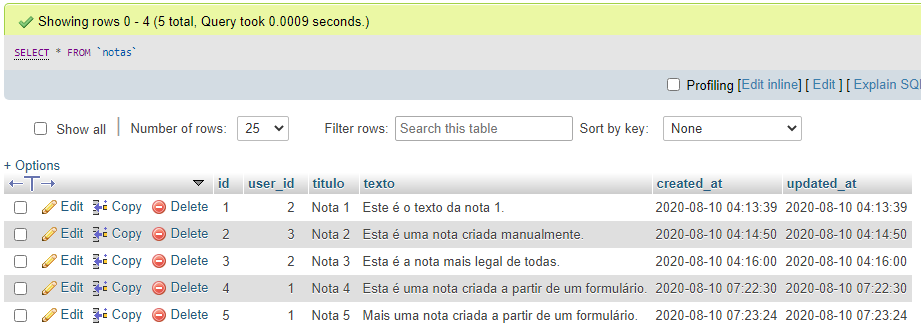 Showing rows 0 - 4 (5 total, Query took 0.0009 seconds.)
SELECT * FROM `notas`
Profiling [Edit inline] [ Edit ] [ Explain SQ
Show all Number of rows: 25 Filter rows: Search this table Sort by key: None
+ Options
id user_id titulo texto created_at updated_at
Edit Copy Delete 1 2 Nota 1 Este é o texto da nota 1. 2020-08-10 04:13:39 2020-08-10 04:13:39
Edit Copy Delete 2 3 Nota 2 Esta é uma nota criada manualmente. 2020-08-10 04:14:50 2020-08-10 04:14:50
Edit Copy Delete 3 2 Nota 3 Esta é a nota mais legal de todas. 2020-08-10 04:16:00 2020-08-10 04:16:00
Edit Copy Delete 4 1 Nota 4 Esta é uma nota criada a partir de um formulário. 2020-08-10 07:22:30 2020-08-10 07:22:30
Edit Copy Delete 5 1 Nota 5 Mais uma nota criada a partir de um formulário. 2020-08-10 07:23:24 2020-08-10 07:23:24